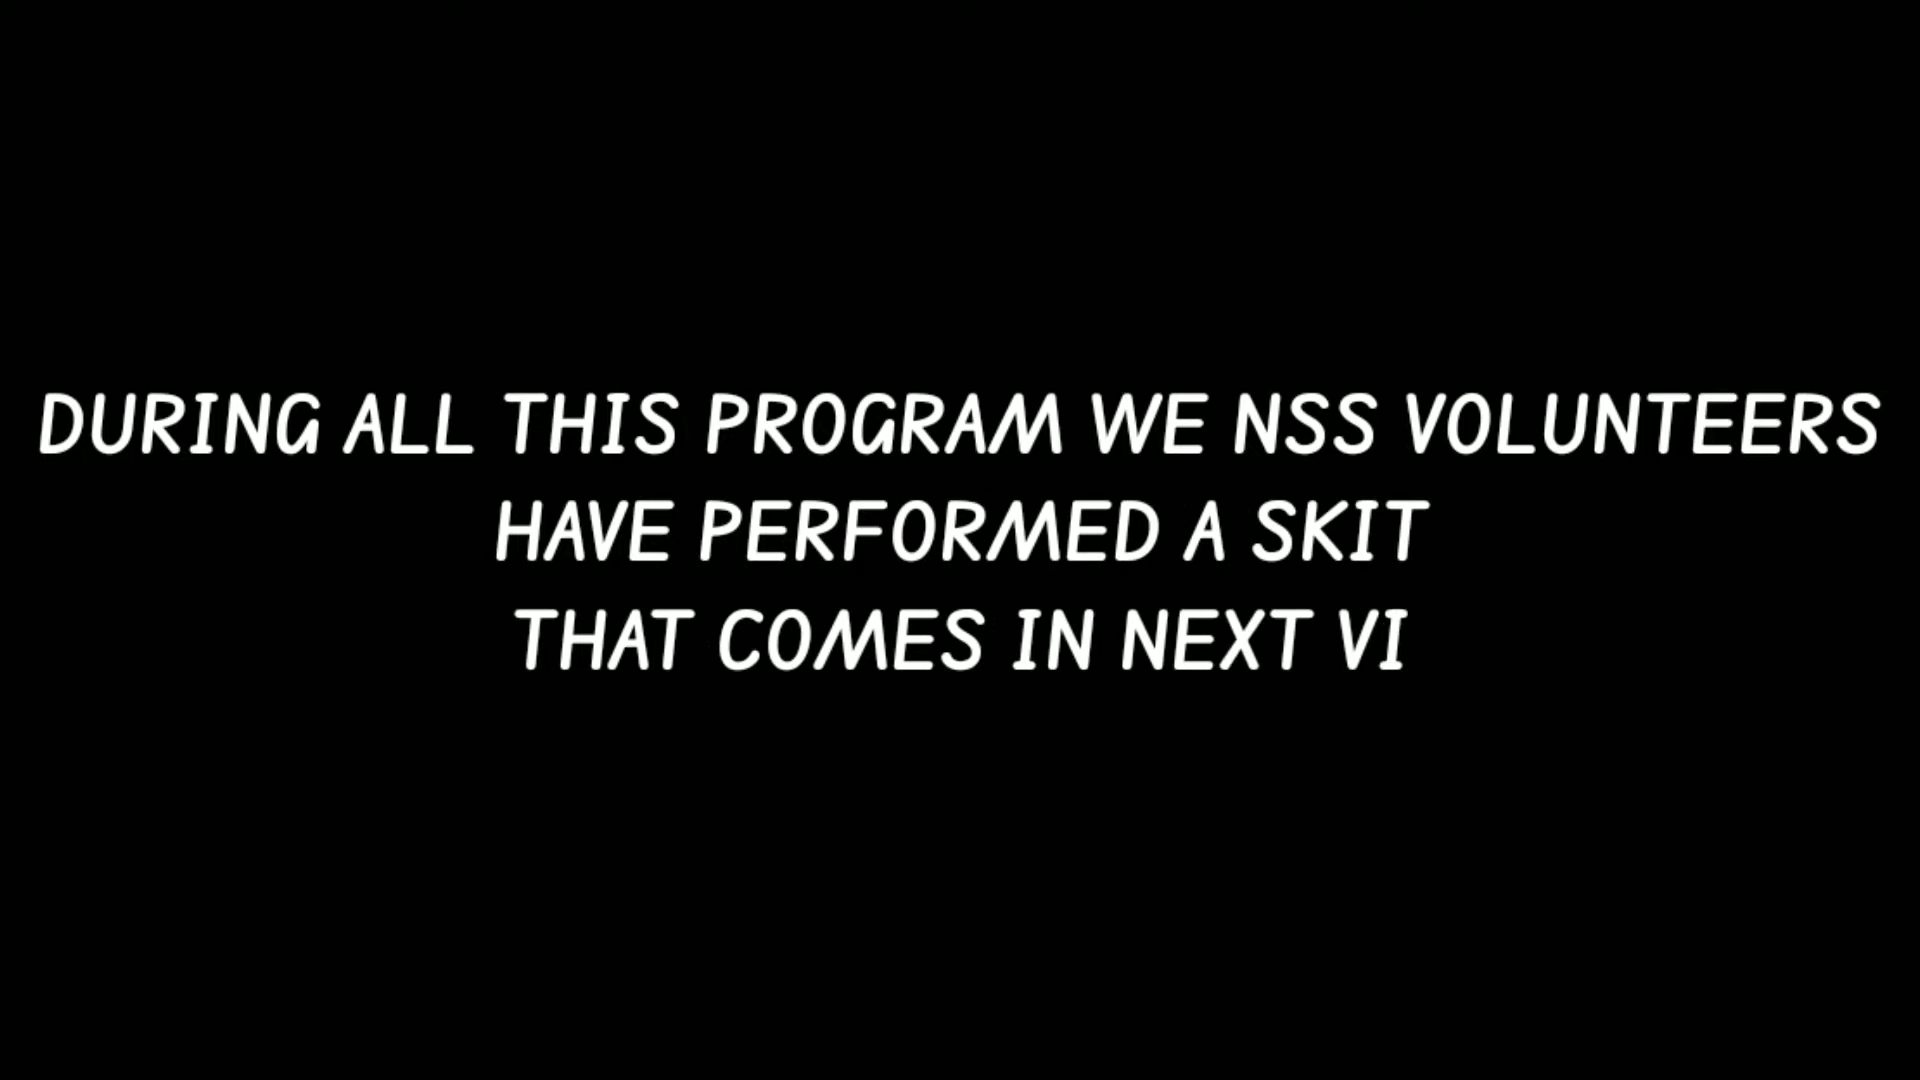 DURING ALL THIS PROGRAM WE NSS VOLUNTEERS
HAVE PERFORMED A SKIT
THAT COMES IN NEXT VI